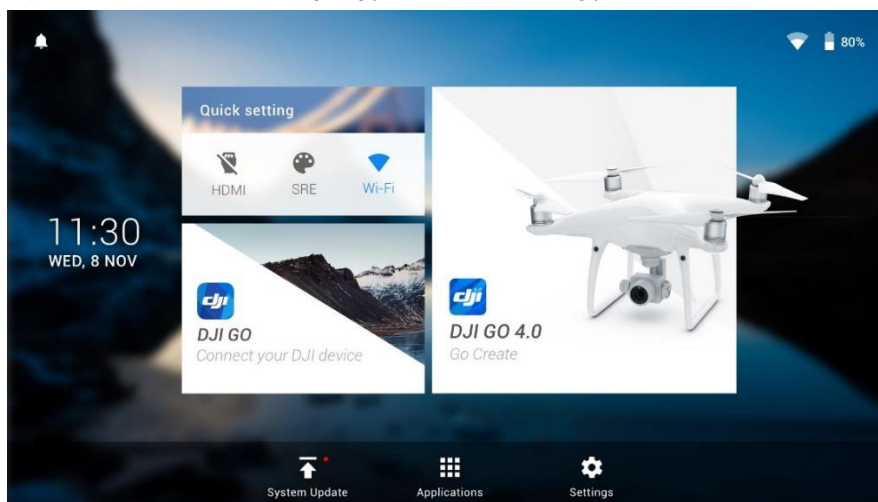 80%
Quick setting
HDMI
SRE
Wi-Fi
11:30
WED, 8 NOV
dji
DJI GO
Connect your DJI device
dji
DJI GO 4.0
Go Create
System Update
Applications
Settings